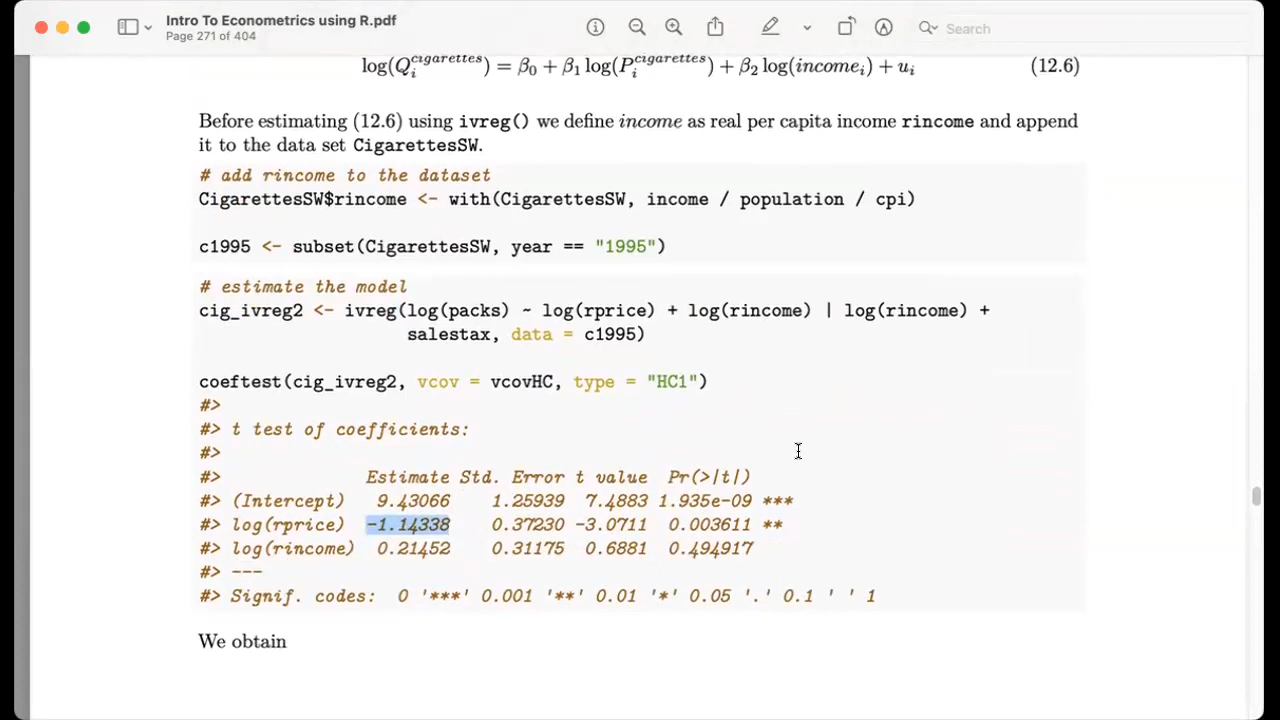 Intro To Econometrics using R.pdf
Page 271 of 404
Search
log(Q_i^{cigarettes}) = β_0 + β_1 log(P_i^{cigarettes}) + β_2 log(income_i) + u_i (12.6)
Before estimating (12.6) using ivreg() we define income as real per capita income rincome and append
it to the data set CigarettesSW.
# add rincome to the dataset
CigarettesSW$rincome <- with(CigarettesSW, income / population / cpi)
c1995 <- subset(CigarettesSW, year == "1995")
# estimate the model
cig_ivreg2 <- ivreg(log(packs) ~ log(rprice) + log(rincome) | log(rincome) +
salestax, data = c1995)
coeftest(cig_ivreg2, vcov = vcovHC, type = "HC1")
#>
#> t test of coefficients:
#>
#> Estimate Std. Error t value Pr(>|t|)
#> (Intercept) 9.43066 1.25939 7.4883 1.935e-09 ***
#> log(rprice) -1.14338 0.37230 -3.0711 0.003611 **
#> log(rincome) 0.21452 0.31175 0.6881 0.494917
#> ---
#> Signif. codes: 0 '***' 0.001 '**' 0.01 '*' 0.05 '.' 0.1 ' ' 1
We obtain